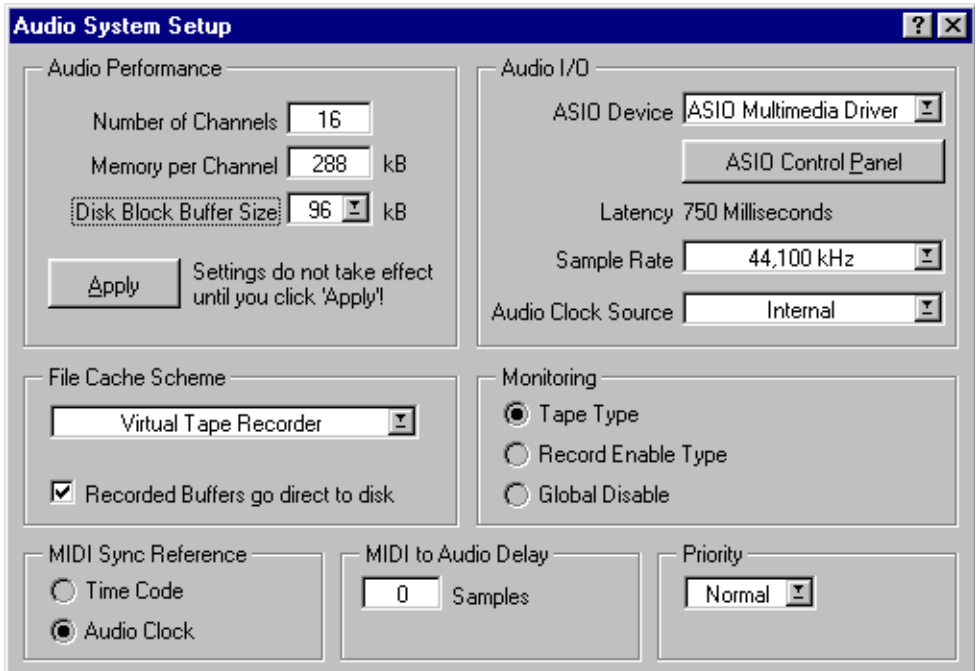 Audio System Setup
Audio Performance
Number of Channels 16
Memory per Channel 288 kB
Disk Block Buffer Size 96 kB
Apply
Settings do not take effect
until you click 'Apply'!
Audio I/O
ASIO Device ASIO Multimedia Driver
ASIO Control Panel
Latency 750 Milliseconds
Sample Rate 44,100 kHz
Audio Clock Source Internal
File Cache Scheme
Virtual Tape Recorder
Recorded Buffers go direct to disk
Monitoring
Tape Type
Record Enable Type
Global Disable
MIDI Sync Reference
Time Code
Audio Clock
MIDI to Audio Delay
0 Samples
Priority
Normal